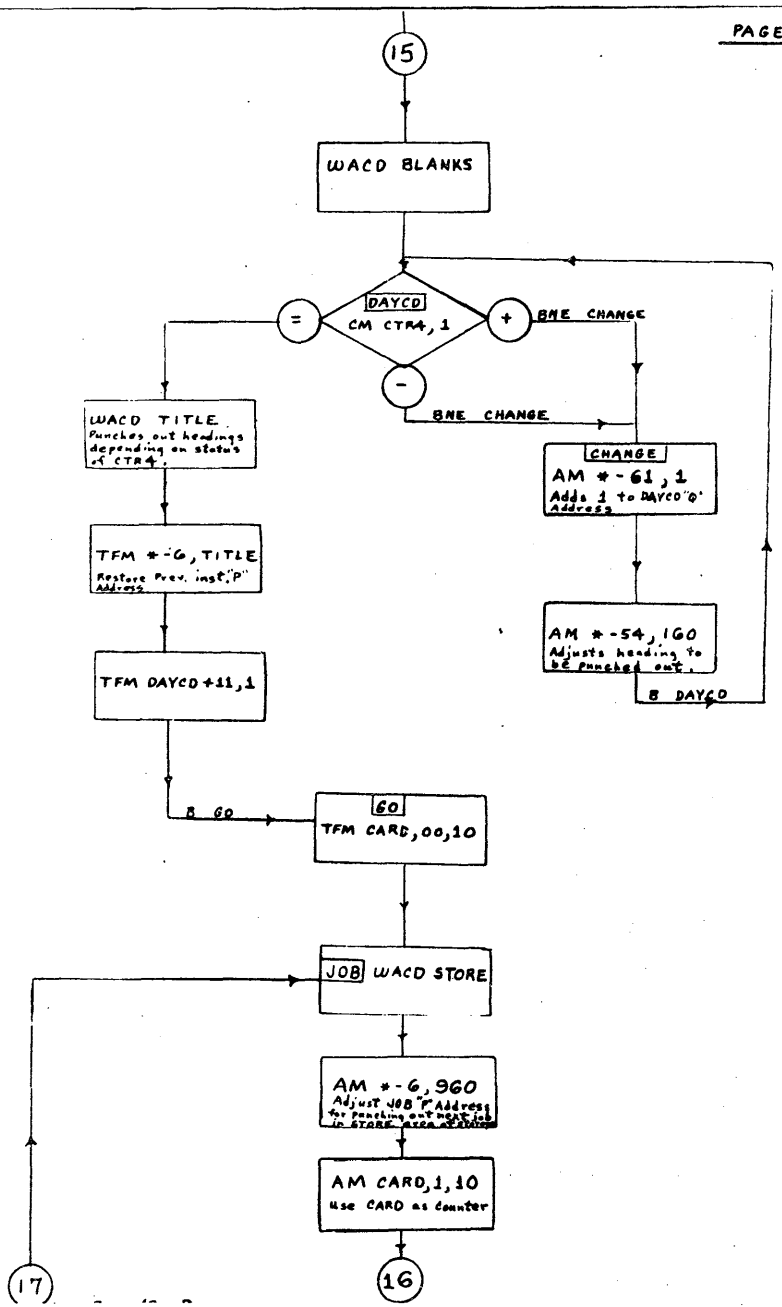 PAGE
15
WACD BLANKS
DAYCD
CM CTR4, 1
=
+
-
BNE CHANGE
BNE CHANGE
WACD TITLE.
Punches out headings
depending on status
of CTR4.
CHANGE
AM *-61, 1
Adds 1 to DAYCD "Q"
Address
TFM *-6, TITLE
Restore Prev. inst. "P"
Address
AM *-54, 160
Adjusts heading to
be punched out.
B DAYCD
TFM DAYCD +11, 1
B GO
GO
TFM CARD, 00, 10
JOB WACD STORE
AM *-6, 960
Adjust JOB "P" Address
for punching out next job
in STORE area of
AM CARD, 1, 10
Use CARD as counter
17
16